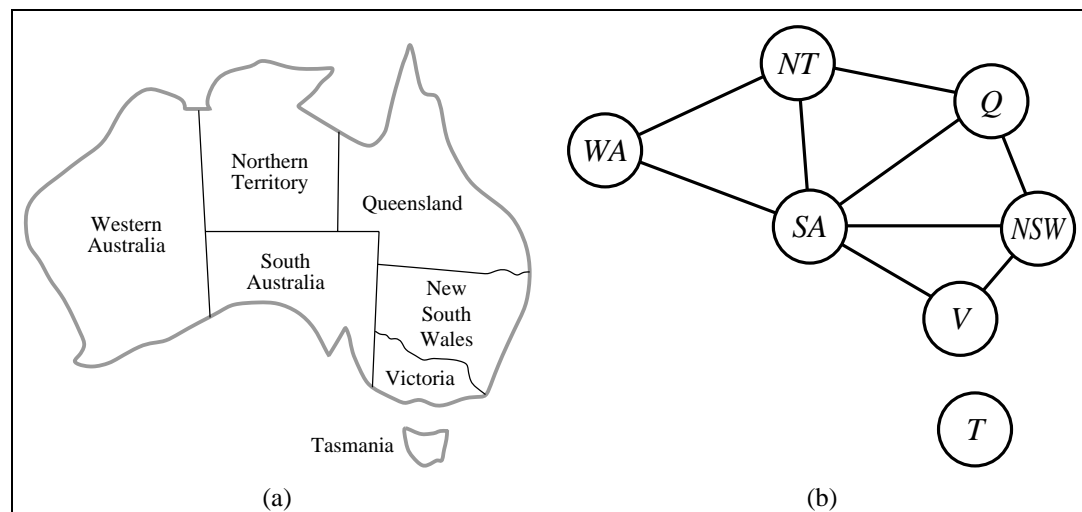 Northern
Territory
Western
Australia
Queensland
South
Australia
New
South
Wales
Victoria
Tasmania
(a)
NT
Q
WA
SA
NSW
V
T
(b)